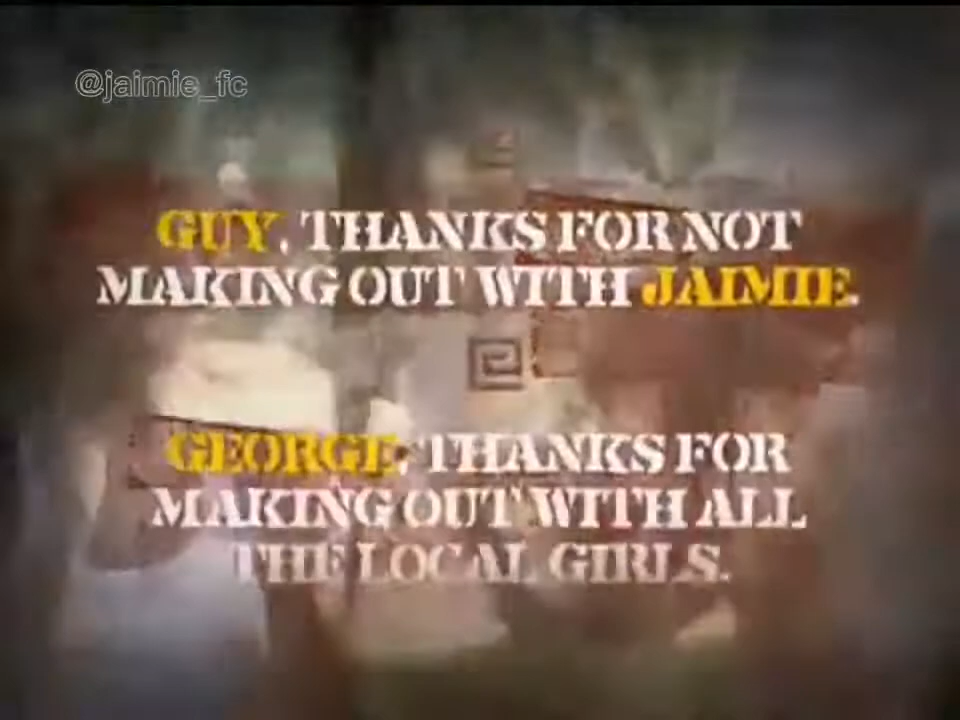 @jaimie_fc
GUY, THANKS FOR NOT
MAKING OUT WITH JAIMIE.
GEORGE, THANKS FOR
MAKING OUT WITH ALL
THE LOCAL GIRLS.